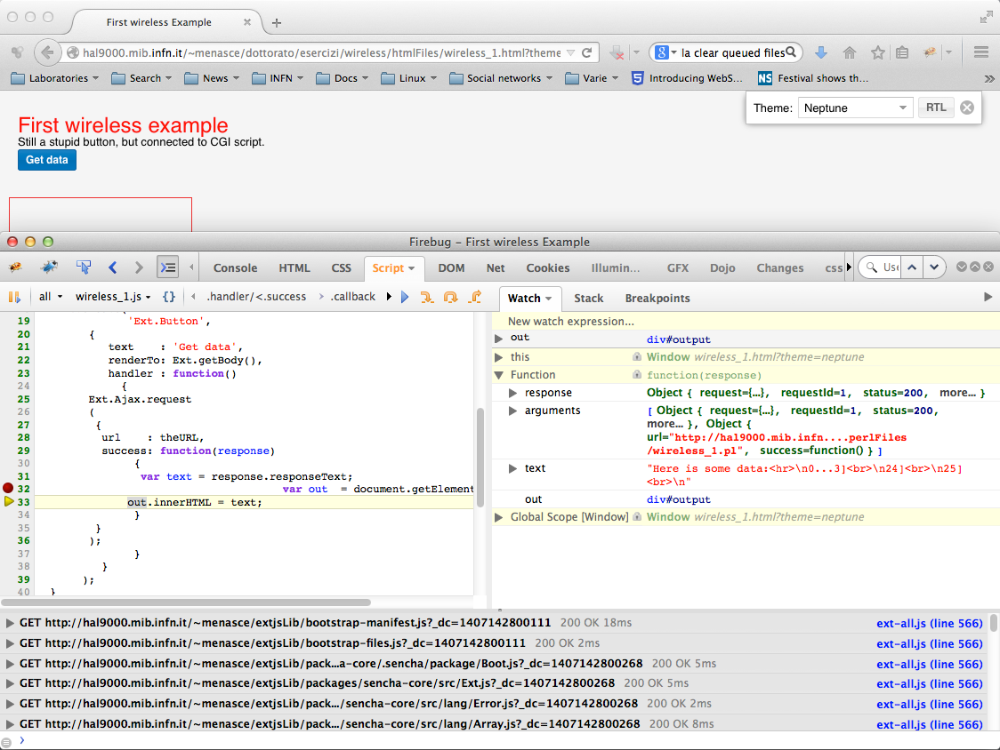 First wireless Example
hal9000.mib.infn.it/~menasce/dottorato/esercizi/wireless/htmlFiles/wireless_1.html?theme
la clear queued files
Laboratories Search News INFN Docs Linux Social networks Varie Introducing WebS... Festival shows th...
Theme: Neptune RTL
First wireless example
Still a stupid button, but connected to CGI script.
Get data
Firebug - First wireless Example
Console HTML CSS Script DOM Net Cookies Illumin... GFX Dojo Changes css
all wireless_1.js {} .handler/<.success > .callback
Watch Stack Breakpoints
19 'Ext.Button',
20 {
21 text : 'Get data',
22 renderTo: Ext.getBody(),
23 handler : function()
24 {
25 Ext.Ajax.request
26 (
27 {
28 url : theURL,
29 success: function(response)
30 {
31 var text = response.responseText;
32 var out = document.getElement
33 out.innerHTML = text;
34 }
35 }
36 );
37 }
38 }
39 );
40 }
New watch expression...
out div#output
this Window wireless_1.html?theme=neptune
Function function(response)
response Object { request={...}, requestId=1, status=200, more... }
arguments [ Object { request={...}, requestId=1, status=200,
more... }, Object {
url="http://hal9000.mib.infn....perlFiles
/wireless_1.pl", success=function() } ]
text "Here is some data:<hr>\n0...3]<br>\n24]<br>\n25]
<br>\n"
out div#output
Global Scope [Window] Window wireless_1.html?theme=neptune
GET http://hal9000.mib.infn.it/~menasce/extjsLib/bootstrap-manifest.js?_dc=1407142800111 200 OK 18ms ext-all.js (line 566)
GET http://hal9000.mib.infn.it/~menasce/extjsLib/bootstrap-files.js?_dc=1407142800111 200 OK 2ms ext-all.js (line 566)
GET http://hal9000.mib.infn.it/~menasce/extjsLib/pack...a-core/.sencha/package/Boot.js?_dc=1407142800268 200 OK 5ms ext-all.js (line 566)
GET http://hal9000.mib.infn.it/~menasce/extjsLib/packages/sencha-core/src/Ext.js?_dc=1407142800268 200 OK 5ms ext-all.js (line 566)
GET http://hal9000.mib.infn.it/~menasce/extjsLib/pack.../sencha-core/src/lang/Error.js?_dc=1407142800268 200 OK 2ms ext-all.js (line 566)
GET http://hal9000.mib.infn.it/~menasce/extjsLib/pack.../sencha-core/src/lang/Array.js?_dc=1407142800268 200 OK 8ms ext-all.js (line 566)